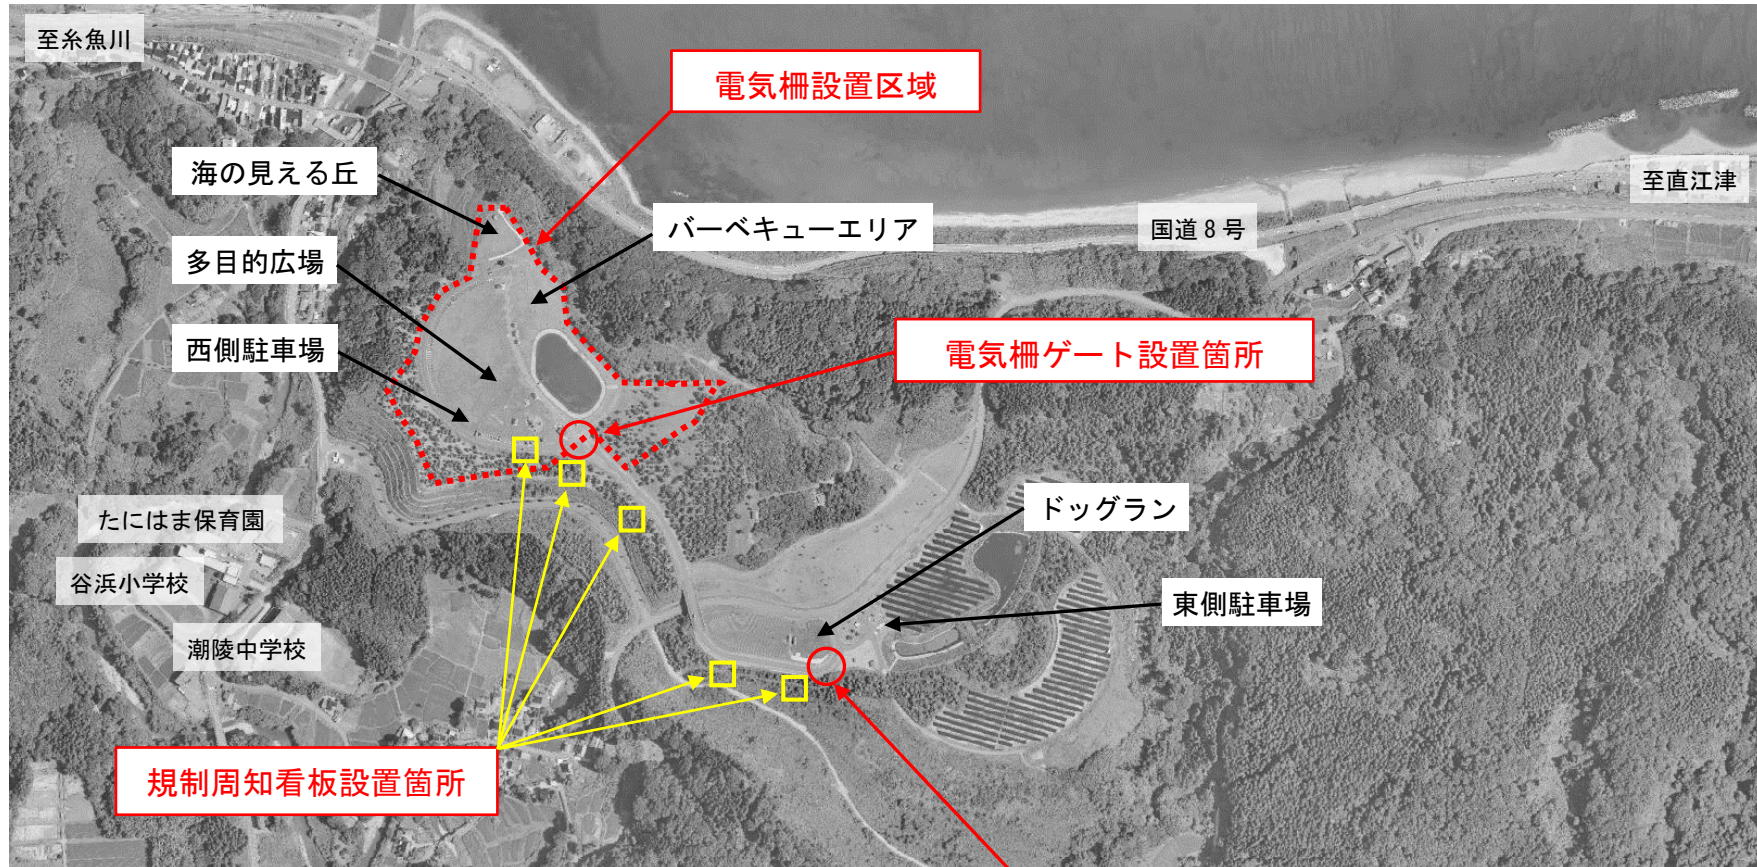 至糸魚川
電気柵設置区域
海の見える丘
至直江津
バーベキューエリア
国道8号
多目的広場
西側駐車場
電気柵ゲート設置箇所
ドッグラン
たにはま保育園
谷浜小学校
東側駐車場
潮陵中学校
規制周知看板設置箇所